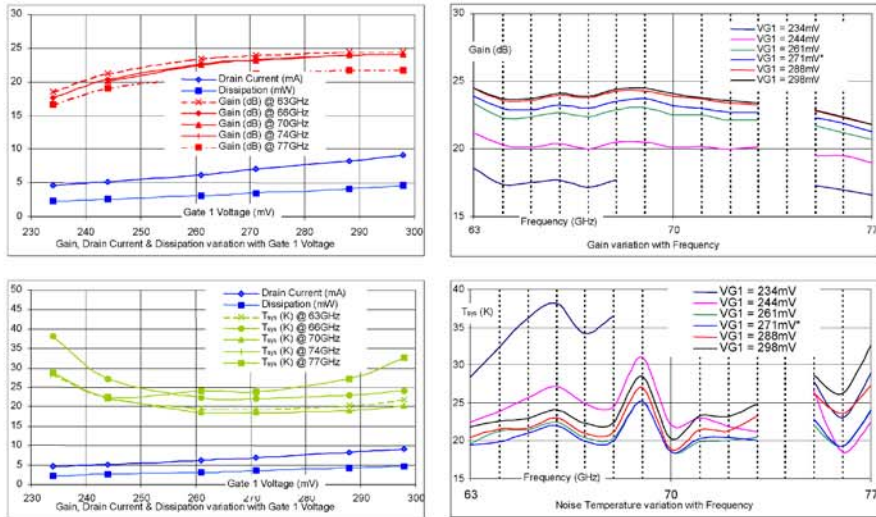 30
25
20
15
10
5
0
Drain Current (mA)
Dissipation (mW)
Gain (dB) @ 63GHz
Gain (dB) @ 66GHz
Gain (dB) @ 70GHz
Gain (dB) @ 74GHz
Gain (dB) @ 77GHz
Gate 1 Voltage (mV)
230 240 250 260 270 280 290 300
Gain, Drain Current & Dissipation variation with Gate 1 Voltage
30
25
20
15
Gain (dB)
VG1 = 234mV
VG1 = 244mV
VG1 = 261mV
VG1 = 271mV*
VG1 = 288mV
VG1 = 298mV
Frequency (GHz)
63 70 77
Gain variation with Frequency
50
45
40
35
30
25
20
15
10
5
0
Drain Current (mA)
Dissipation (mW)
Tsys (K) @ 63GHz
Tsys (K) @ 66GHz
Tsys (K) @ 70GHz
Tsys (K) @ 74GHz
Tsys (K) @ 77GHz
Gate 1 Voltage (mV)
230 240 250 260 270 280 290 300
Gain, Drain Current & Dissipation variation with Gate 1 Voltage
40
35
30
25
20
15
Tsys (K)
VG1 = 234mV
VG1 = 244mV
VG1 = 261mV
VG1 = 271mV*
VG1 = 288mV
VG1 = 298mV
Frequency (GHz)
63 70 77
Noise Temperature variation with Frequency